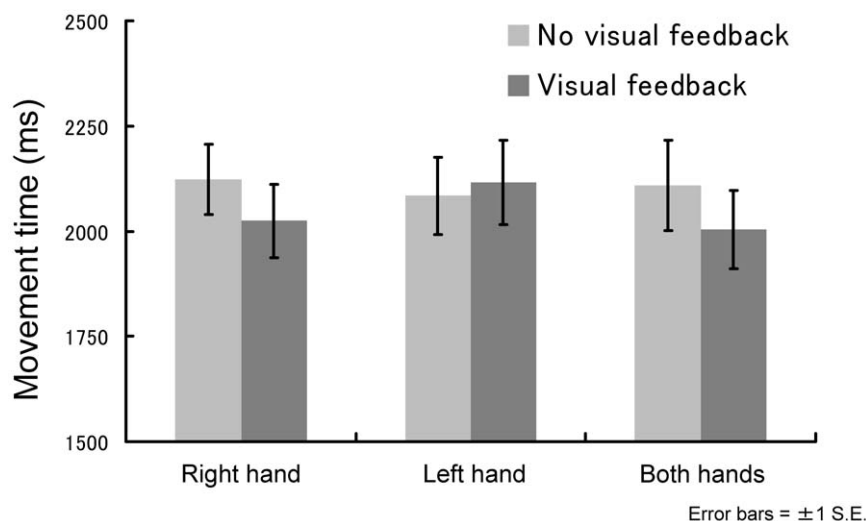 No visual feedback
Visual feedback
Movement time (ms)
2500
2250
2000
1750
1500
Right hand Left hand Both hands
Error bars = ±1 S.E.